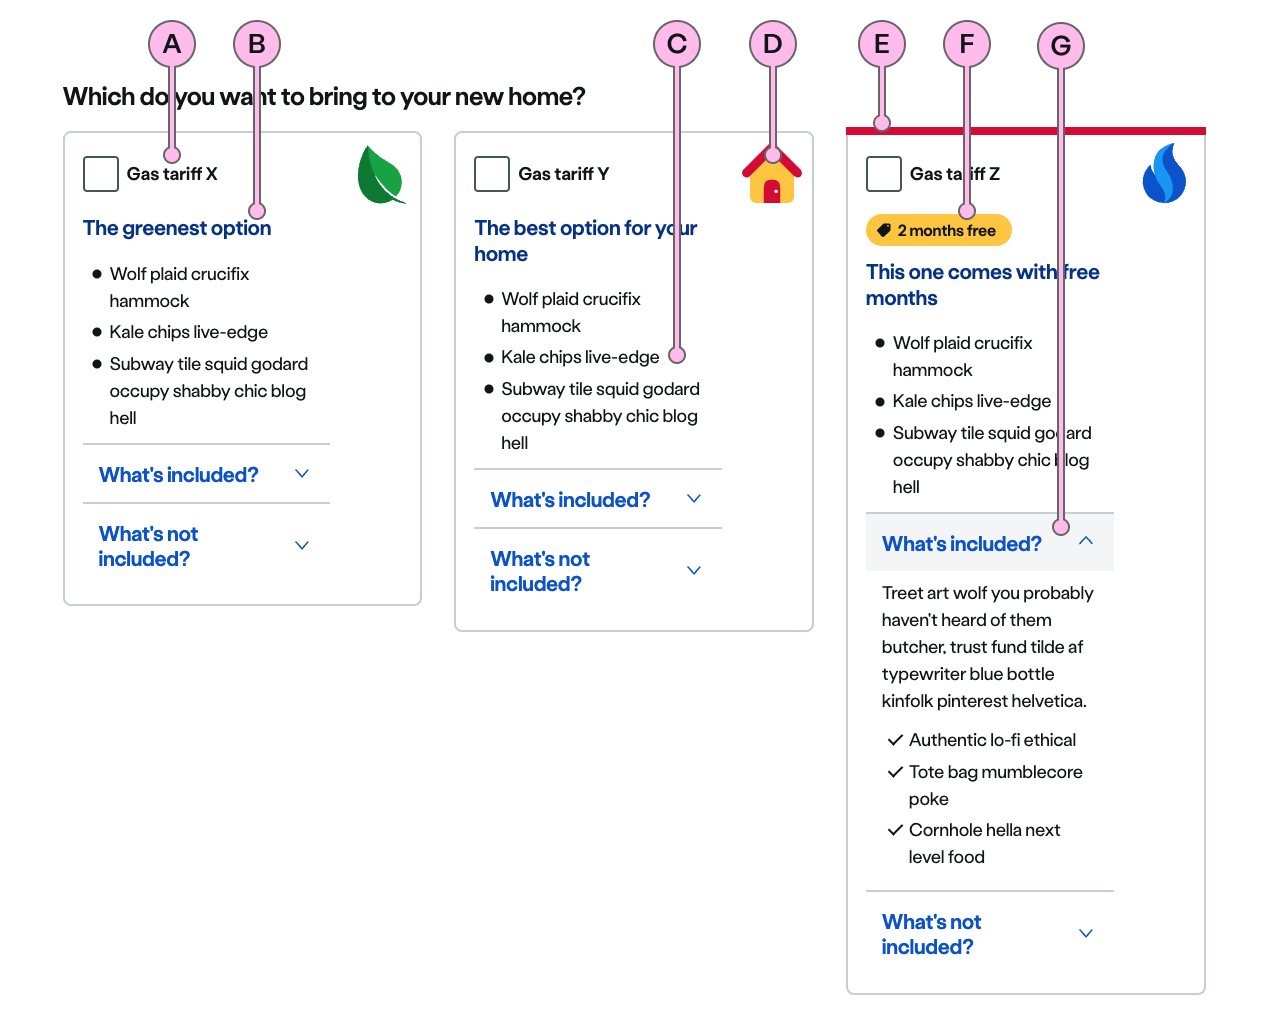 A
B
C
D
E
F
G
Which do you want to bring to your new home?
Gas tariff X
The greenest option
Wolf plaid crucifix
hammock
Kale chips live-edge
Subway tile squid godard
occupy shabby chic blog
hell
What's included?
What's not
included?
Gas tariff Y
The best option for your
home
Wolf plaid crucifix
hammock
Kale chips live-edge
Subway tile squid godard
occupy shabby chic blog
hell
What's included?
What's not
included?
Gas tariff Z
2 months free
This one comes with free
months
Wolf plaid crucifix
hammock
Kale chips live-edge
Subway tile squid godard
occupy shabby chic blog
hell
What's included?
Treet art wolf you probably
haven't heard of them
butcher, trust fund tilde af
typewriter blue bottle
kinfolk pinterest helvetica.
Authentic lo-fi ethical
Tote bag mumblecore
poke
Cornhole hella next
level food
What's not
included?